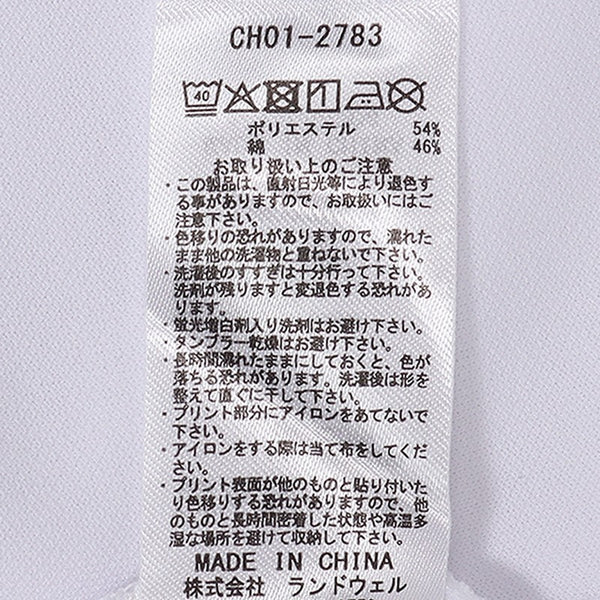 CH01-2783
40
ポリエステル 54%
綿 46%
お取り扱い上のご注意
・この製品は、直射日光等により退色す
る事がありますので、お取扱いにはご
注意下さい。
・色移りの恐れがありますので、濡れた
まま他の洗濯物と重ねないで下さい。
・洗濯後のすすぎは十分行って下さい。
洗剤が残りますと変退色する恐れがあ
ります。
・蛍光増白剤入り洗剤はお避け下さい。
・タンブラー乾燥はお避け下さい。
・長時間濡れたままにしておくと、色が
落ちる恐れがあります。洗濯後は形を
整えて直ぐに干して下さい。
・プリント部分にアイロンをあてないで
下さい。
・アイロンをする際は当て布をしてくだ
さい。
・プリント表面が他のものと貼り付いた
り色移りする恐れがありますので、他
のものと長時間密着した状態や高温多
湿な場所を避けて収納して下さい。
MADE IN CHINA
株式会社 ランドウェル